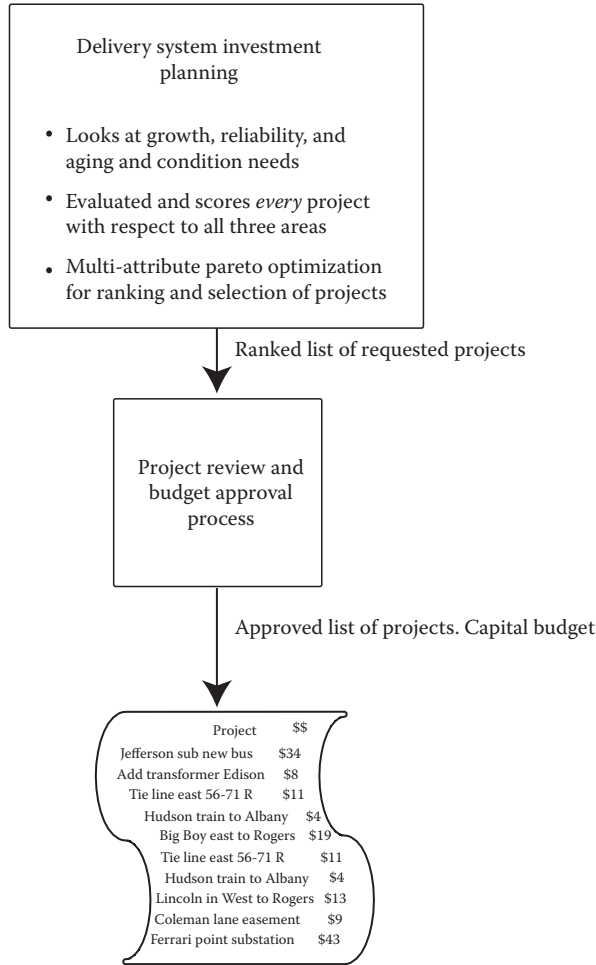 Delivery system investment
planning
• Looks at growth, reliability, and
aging and condition needs
• Evaluated and scores every project
with respect to all three areas
• Multi-attribute pareto optimization
for ranking and selection of projects
Ranked list of requested projects
Project review and
budget approval
process
Approved list of projects. Capital budget
Project $$
Jefferson sub new bus $34
Add transformer Edison $8
Tie line east 56-71 R $11
Hudson train to Albany $4
Big Boy east to Rogers $19
Tie line east 56-71 R $11
Hudson train to Albany $4
Lincoln in West to Rogers $13
Coleman lane easement $9
Ferrari point substation $43